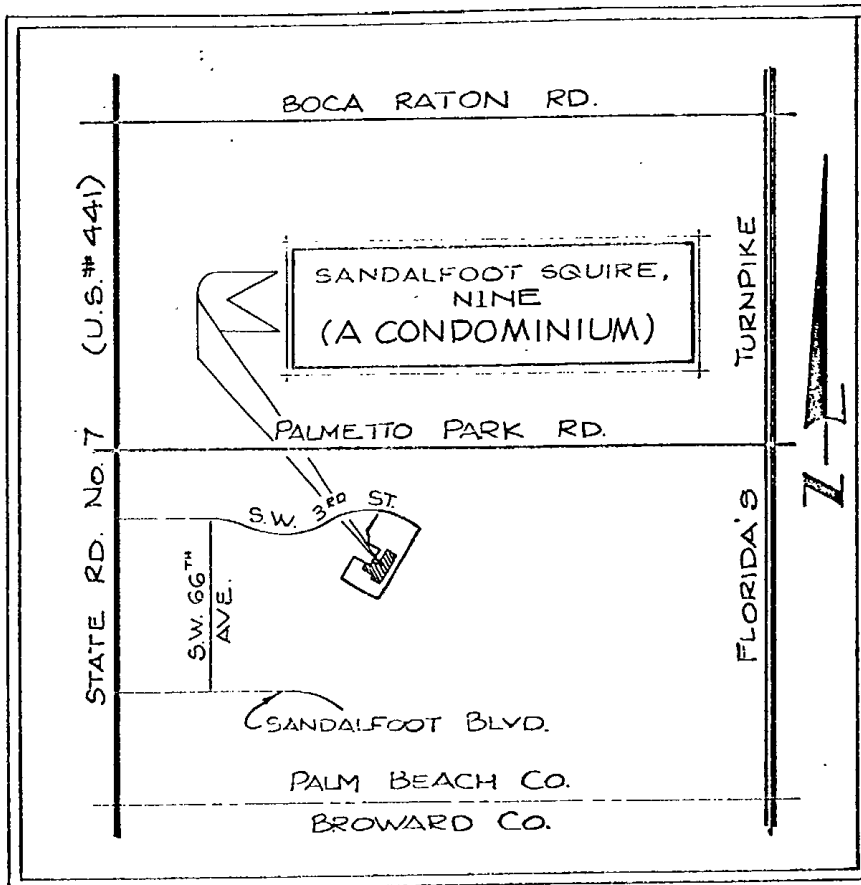 BOCA RATON RD.
(U.S. # 441)
SANDALFOOT SQUIRE,
NINE
(A CONDOMINIUM)
TURNPIKE
PALMETTO PARK RD.
STATE RD. No. 7
S.W. 3RD ST.
S.W. 66TH
AVE.
FLORIDA'S
SANDALFOOT BLVD.
PALM BEACH CO.
BROWARD CO.
N